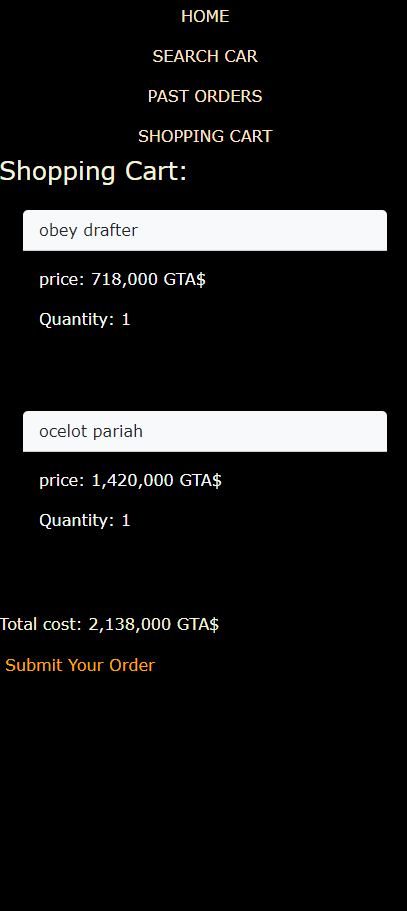 HOME
SEARCH CAR
PAST ORDERS
SHOPPING CART
Shopping Cart:
obey drafter
price: 718,000 GTA$
Quantity: 1
ocelot pariah
price: 1,420,000 GTA$
Quantity: 1
Total cost: 2,138,000 GTA$
Submit Your Order